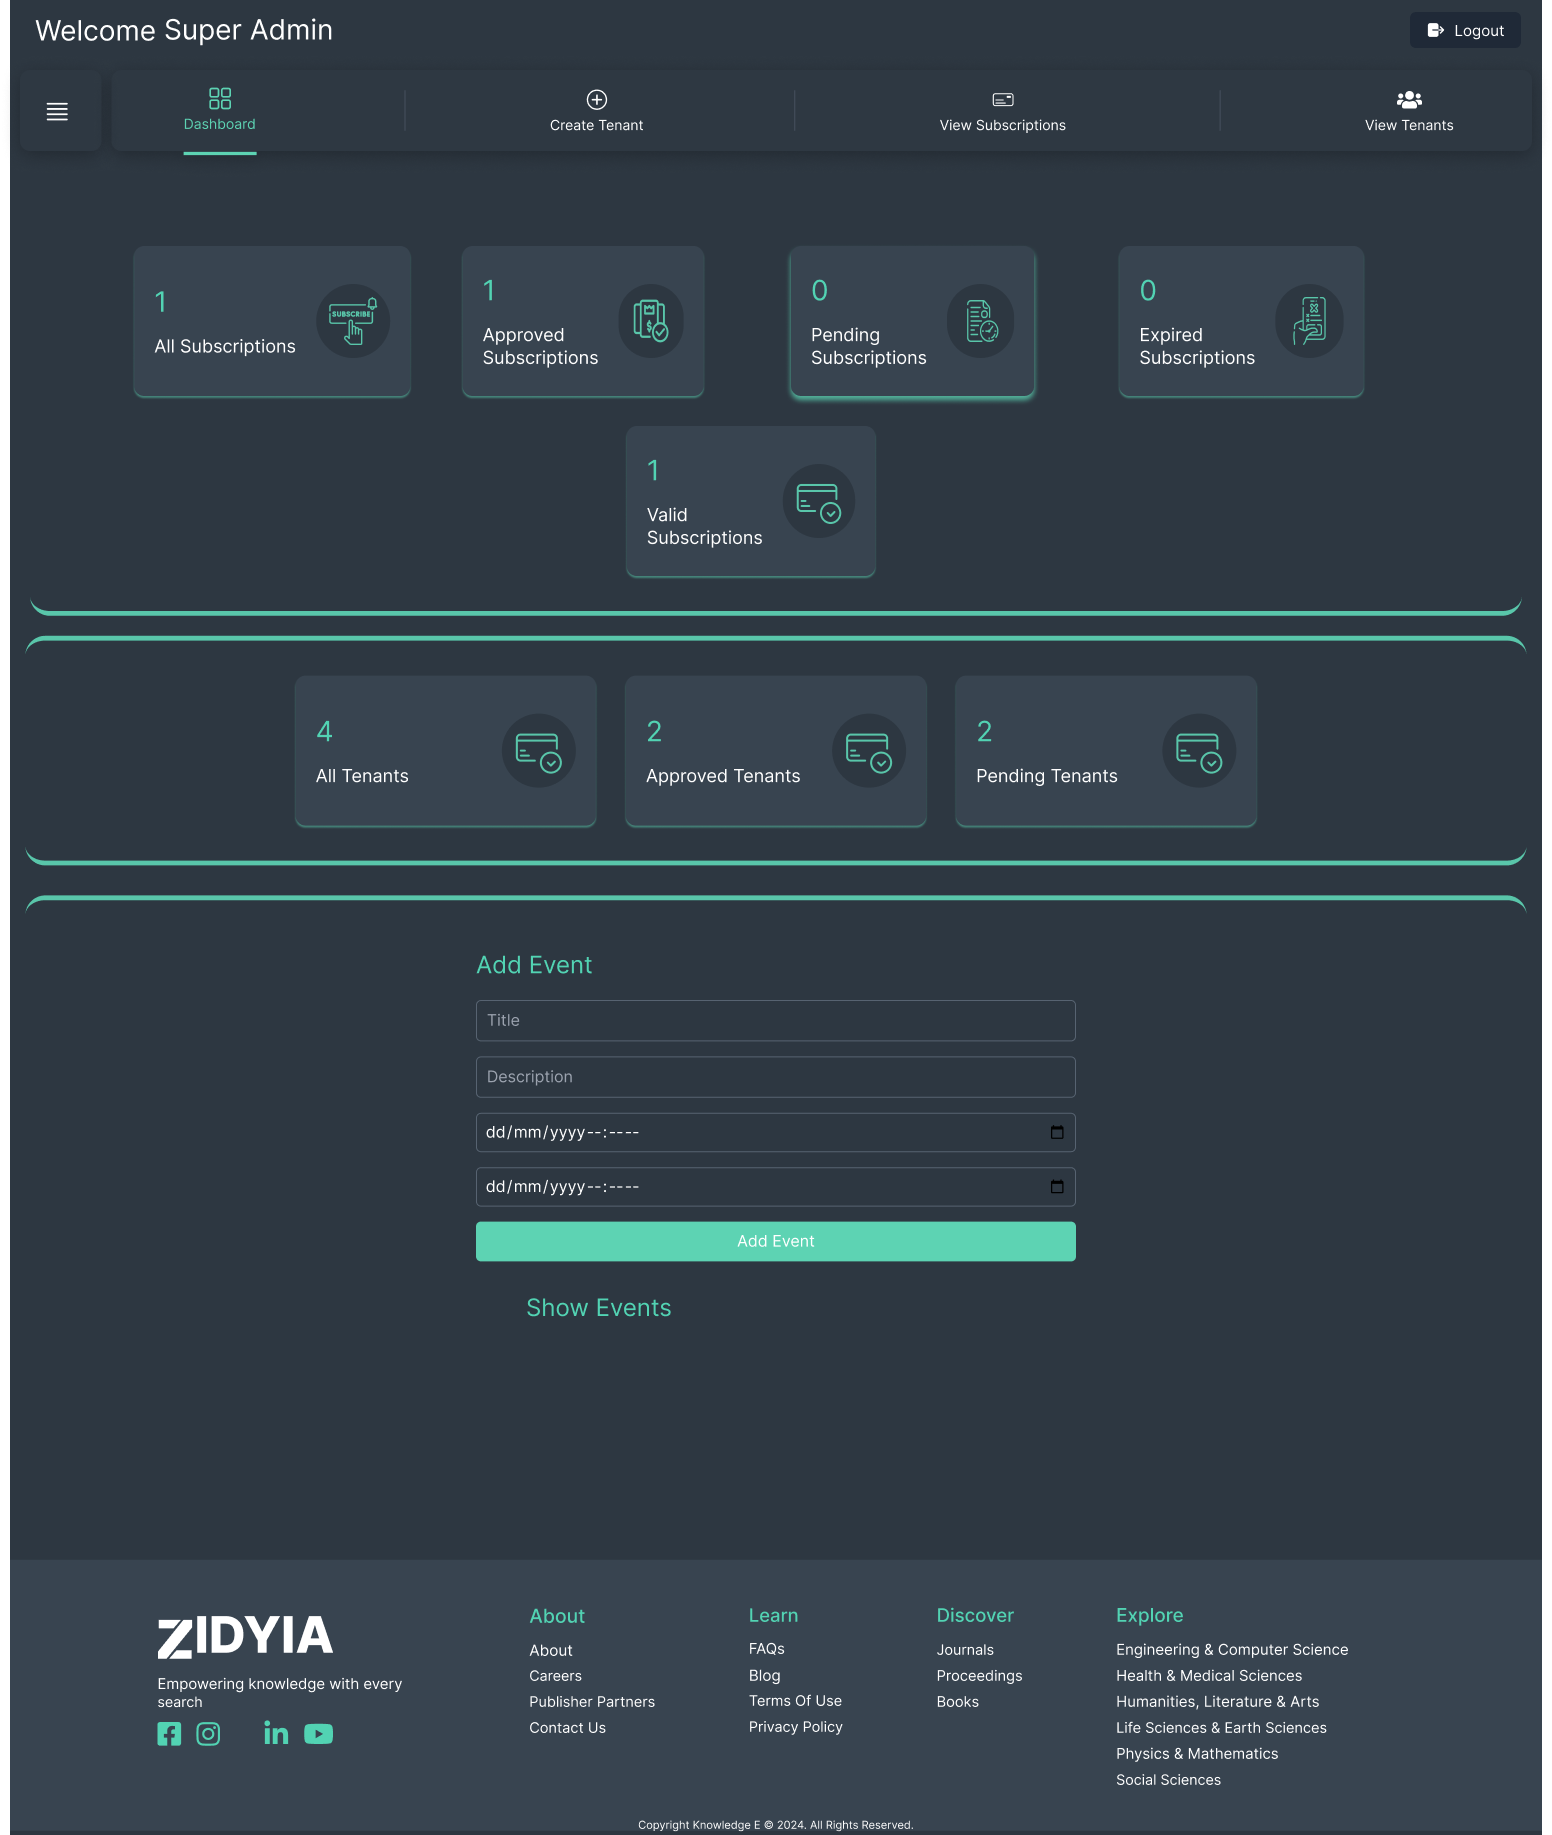 Welcome Super Admin
Logout
Dashboard
Create Tenant
View Subscriptions
View Tenants
1
All Subscriptions
SUBSCRIBE
1
Approved
Subscriptions
0
Pending
Subscriptions
0
Expired
Subscriptions
1
Valid
Subscriptions
4
All Tenants
2
Approved Tenants
2
Pending Tenants
Add Event
Title
Description
dd/mm/yyyy--:----
dd/mm/yyyy--:----
Add Event
Show Events
ZIDYIA
Empowering knowledge with every
search
About
About
Careers
Publisher Partners
Contact Us
Learn
FAQs
Blog
Terms Of Use
Privacy Policy
Discover
Journals
Proceedings
Books
Explore
Engineering & Computer Science
Health & Medical Sciences
Humanities, Literature & Arts
Life Sciences & Earth Sciences
Physics & Mathematics
Social Sciences
Copyright Knowledge E © 2024. All Rights Reserved.